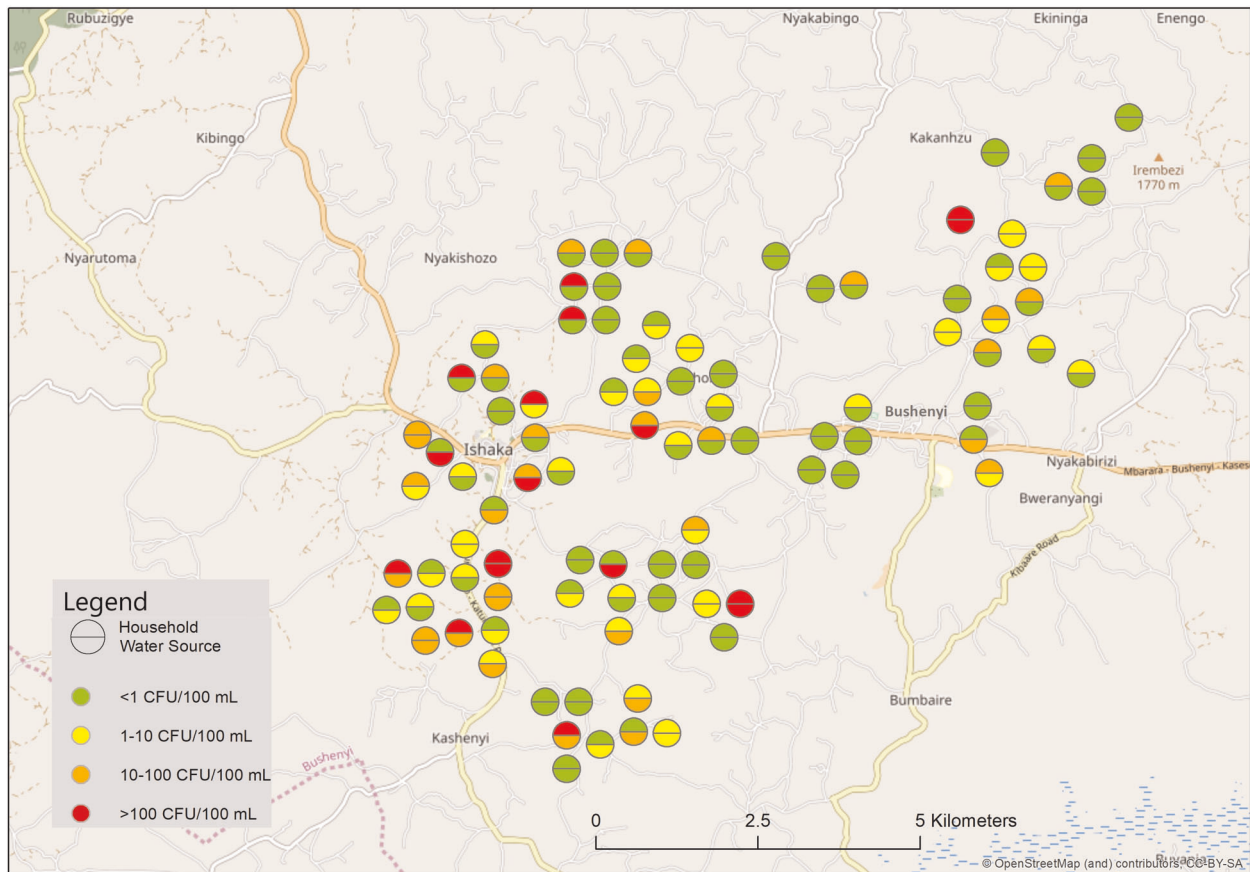 Rubuzigye
Nyakabingo
Ekininga
Enengo
Kibingo
Kakanhzu
Irembezi
1770 m
Nyarutoma
Nyakishozo
Bushenyi
Ishaka
Nyakabirizi
Mbarara - Bushenyi - Kases
Bweranyangi
Kibaare Road
Legend
Household
Water Source
<1 CFU/100 mL
1-10 CFU/100 mL
10-100 CFU/100 mL
>100 CFU/100 mL
Bushenyi
Kashenyi
Bumbaire
0
2.5
5 Kilometers
© OpenStreetMap (and) contributors, CC-BY-SA